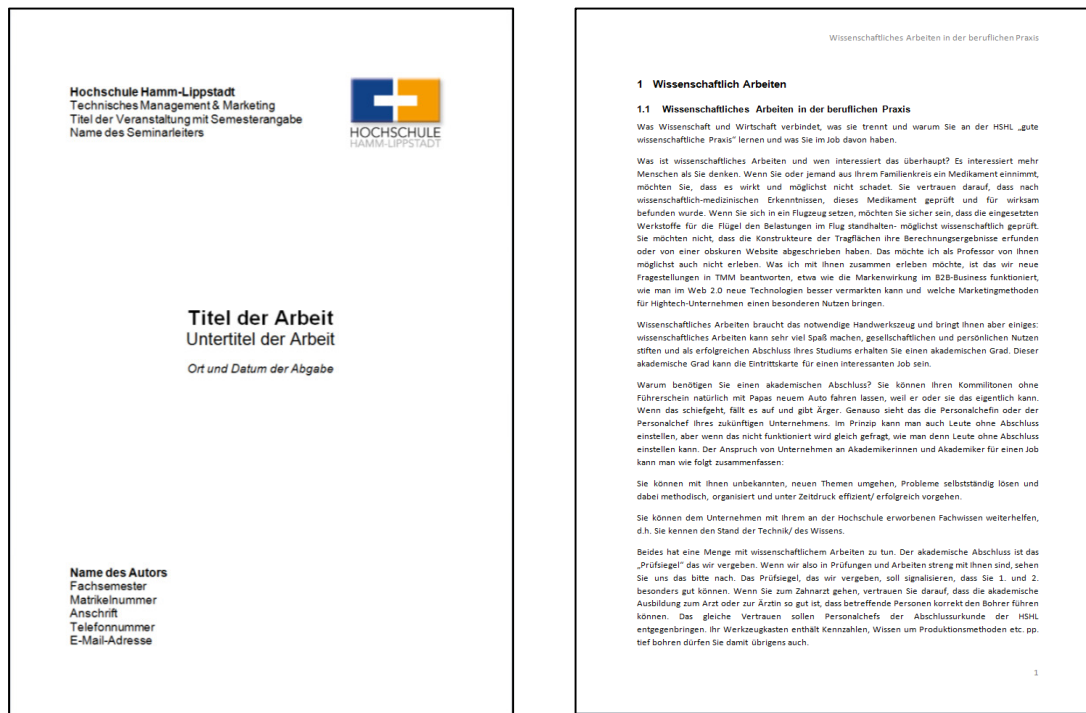 Hochschule Hamm-Lippstadt
Technisches Management & Marketing
Titel der Veranstaltung mit Semesterangabe
Name des Seminarleiters
HOCHSCHULE
HAMM-LIPPSTADT
Titel der Arbeit
Untertitel der Arbeit
Ort und Datum der Abgabe
Name des Autors
Fachsemester
Matrikelnummer
Anschrift
Telefonnummer
E-Mail-Adresse
Wissenschaftliches Arbeiten in der beruflichen Praxis
1 Wissenschaftlich Arbeiten
1.1 Wissenschaftliches Arbeiten in der beruflichen Praxis
Was Wissenschaft und Wirtschaft verbindet, was sie trennt und warum Sie an der HSHL „gute
wissenschaftliche Praxis" lernen und was Sie im Job davon haben.
Was ist wissenschaftliches Arbeiten und wen interessiert das überhaupt? Es interessiert mehr
Menschen als Sie denken. Wenn Sie oder jemand aus Ihrem Familienkreis ein Medikament einnimmt,
möchten Sie, dass es wirkt und möglichst nicht schadet. Sie vertrauen darauf, dass nach
wissenschaftlich-medizinischen Erkenntnissen, dieses Medikament geprüft und für wirksam
befunden wurde. Wenn Sie sich in ein Flugzeug setzen, möchten Sie sicher sein, dass die eingesetzten
Werkstoffe für die Flügel den Belastungen im Flug standhalten- möglichst wissenschaftlich geprüft.
Sie möchten nicht, dass die Konstrukteure der Tragflächen ihre Berechnungsergebnisse erfunden
oder von einer obskuren Website abgeschrieben haben. Das möchte ich als Professor von Ihnen
möglichst auch nicht erleben. Was ich mit Ihnen zusammen erleben möchte, ist das wir neue
Fragestellungen in TMM beantworten, etwa wie die Markenwirkung im B2B-Business funktioniert,
wie man im Web 2.0 neue Technologien besser vermarkten kann und welche Marketingmethoden
für Hightech-Unternehmen einen besonderen Nutzen bringen.
Wissenschaftliches Arbeiten braucht das notwendige Handwerkszeug und bringt Ihnen aber einiges:
wissenschaftliches Arbeiten kann sehr viel Spaß machen, gesellschaftlichen und persönlichen Nutzen
stiften und als erfolgreichen Abschluss Ihres Studiums erhalten Sie einen akademischen Grad. Dieser
akademische Grad kann die Eintrittskarte für einen interessanten Job sein.
Warum benötigen Sie einen akademischen Abschluss? Sie können Ihren Kommilitonen ohne
Führerschein natürlich mit Papas neuem Auto fahren lassen, weil er oder sie das eigentlich kann.
Wenn das schiefgeht, fällt es auf und gibt Ärger. Genauso sieht das die Personalchefin oder der
Personalchef Ihres zukünftigen Unternehmens. Im Prinzip kann man auch Leute ohne Abschluss
einstellen, aber wenn das nicht funktioniert wird gleich gefragt, wie man denn Leute ohne Abschluss
einstellen kann. Der Anspruch von Unternehmen an Akademikerinnen und Akademiker für einen Job
kann man wie folgt zusammenfassen:
Sie können mit Ihnen unbekannten, neuen Themen umgehen, Probleme selbstständig lösen und
dabei methodisch, organisiert und unter Zeitdruck effizient/ erfolgreich vorgehen.
Sie können dem Unternehmen mit Ihrem an der Hochschule erworbenen Fachwissen weiterhelfen,
d.h. Sie kennen den Stand der Technik/ des Wissens.
Beides hat eine Menge mit wissenschaftlichem Arbeiten zu tun. Der akademische Abschluss ist das
„Prüfsiegel" das wir vergeben. Wenn wir also in Prüfungen und Arbeiten streng mit Ihnen sind, sehen
Sie uns das bitte nach. Das Prüfsiegel, das wir vergeben, soll signalisieren, dass Sie 1. und 2.
besonders gut können. Wenn Sie zum Zahnarzt gehen, vertrauen Sie darauf, dass die akademische
Ausbildung zum Arzt oder zur Ärztin so gut ist, dass betreffende Personen korrekt den Bohrer führen
können. Das gleiche Vertrauen sollen Personalchefs der Abschlussurkunde der HSHL
entgegenbringen. Ihr Werkzeugkasten enthält Kennzahlen, Wissen um Produktionsmethoden etc. pp.
tief bohren dürfen Sie damit übrigens auch.
1